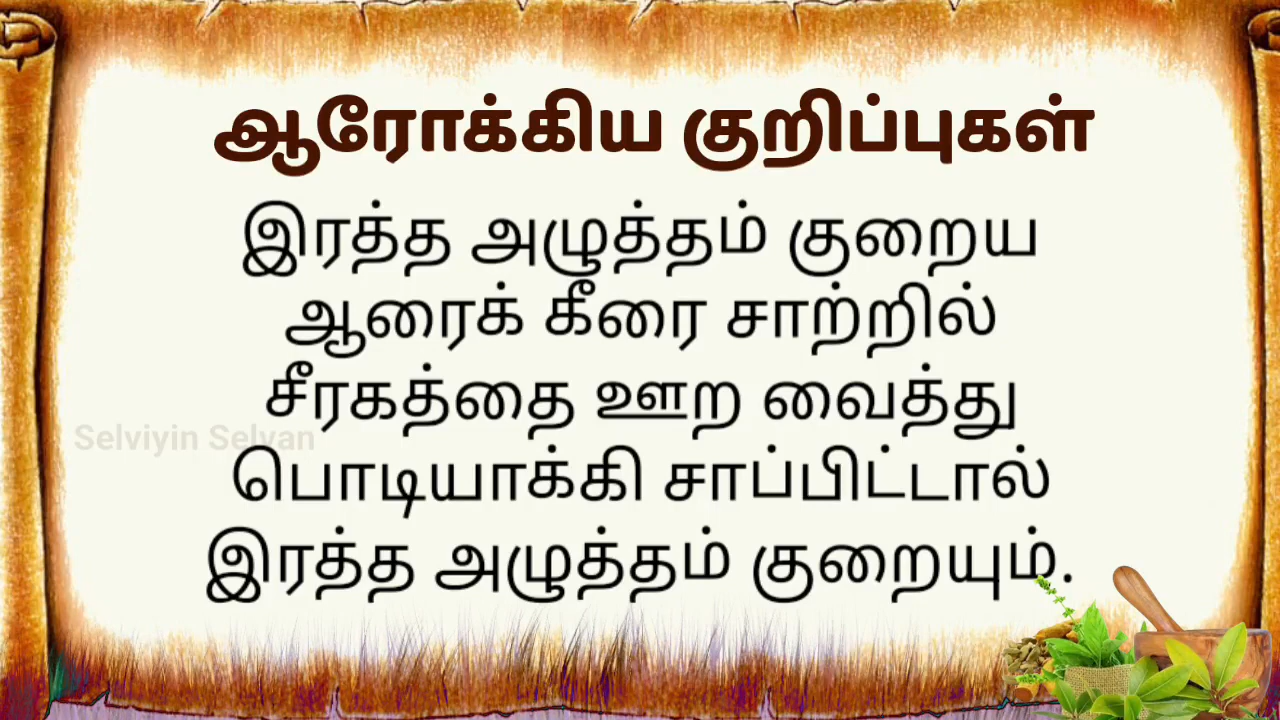 ஆரோக்கிய குறிப்புகள்
இரத்த அழுத்தம் குறைய
ஆரைக் கீரை சாற்றில்
சீரகத்தை ஊற வைத்து
Selviyin Selvan
பொடியாக்கி சாப்பிட்டால்
இரத்த அழுத்தம் குறையும்.